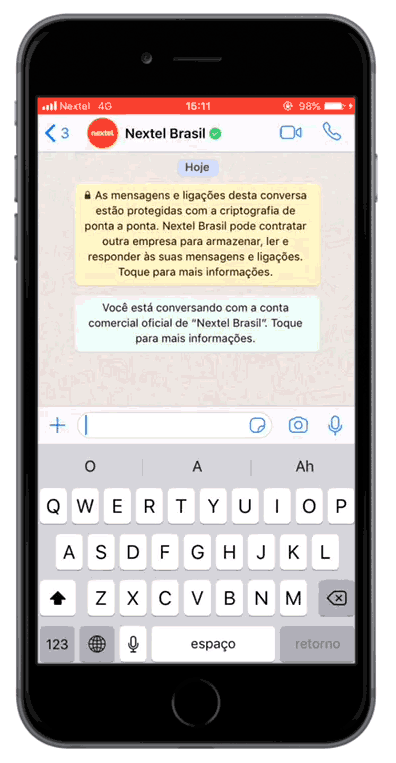 Nextel 4G 16:11 98%
3 nextel Nextel Brasil
Hoje
As mensagens e ligações desta conversa
estão protegidas com a criptografia de
ponta a ponta. Nextel Brasil pode contratar
outra empresa para armazenar, ler e
responder às suas mensagens e ligações.
Toque para mais informações.
Você está conversando com a conta
comercial oficial de “Nextel Brasil”. Toque
para mais informações.
O A Ah
Q W E R T Y U I O P
A S D F G H J K L
Z X C V B N M
123 espaço retorno